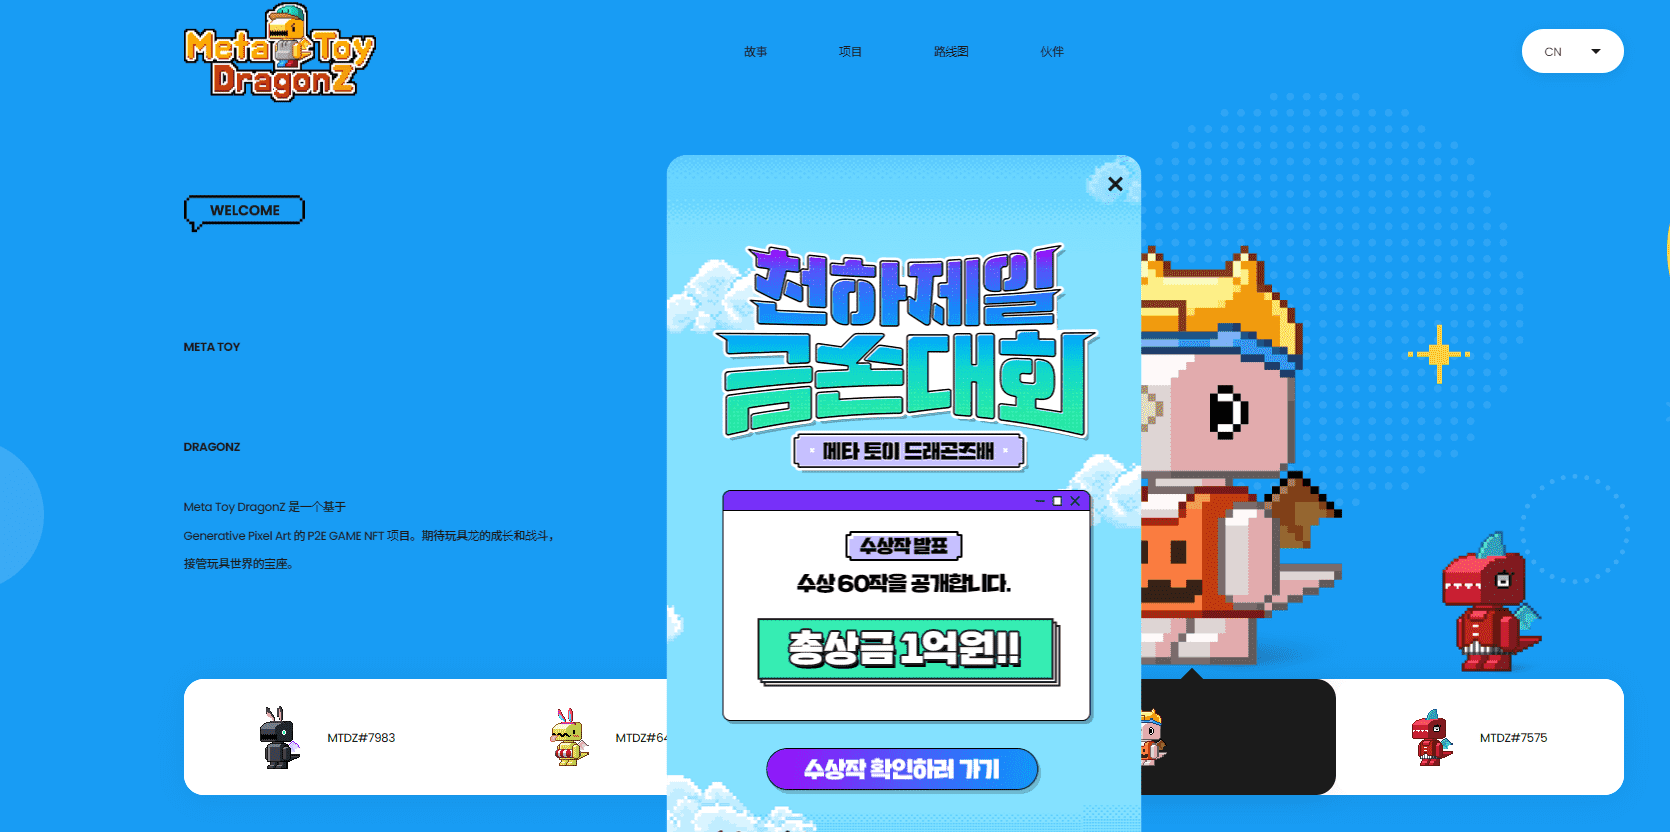 Meta Toy
DragonZ
故事
项目
路线图
伙伴
CN
WELCOME
META TOY
DRAGONZ
Meta Toy DragonZ 是一个基于
Generative Pixel Art 的 P2E GAME NFT 项目。期待玩具龙的成长和战斗，
接管玩具世界的宝座。
천하제일
금손대회
메타 토이 드래곤즈배
수상작 발표
수상 60작을 공개합니다.
총상금 1억원!!
수상작 확인하러 가기
MTDZ#7983
MTDZ#64
MTDZ#7575